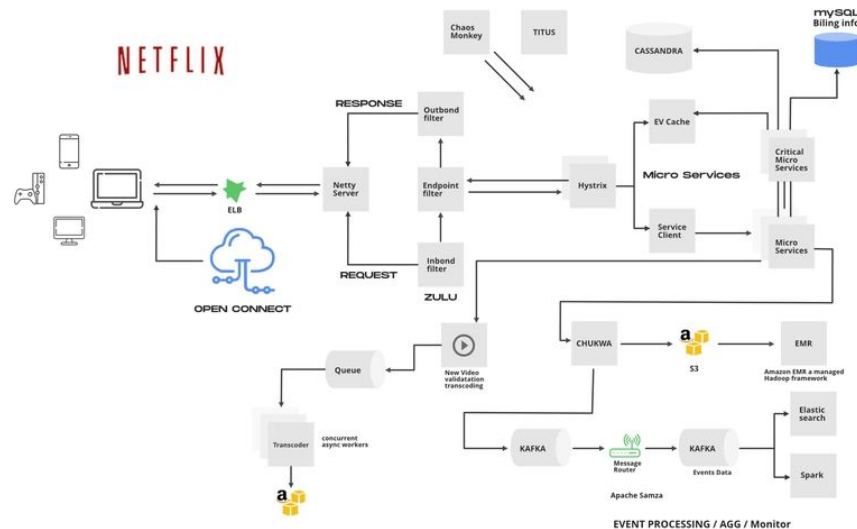 NETFLIX
Chaos
Monkey
TITUS
CASSANDRA
mySQL
Biling info
RESPONSE
Outbond
filter
EV Cache
Critical
Micro
Services
Netty
Server
Endpoint
filter
Hystrix
Micro Services
ELB
Service
Client
Micro
Services
REQUEST
Inbond
filter
ZULU
OPEN CONNECT
Queue
New Video
validatation
transcoding
CHUKWA
a
S3
EMR
Amazon EMR a managed
Hadoop framework
Transcoder
concurrent
async workers
a
KAFKA
Message
Router
KAFKA
Events Data
Elastic
search
Spark
Apache Samza
EVENT PROCESSING / AGG / Monitor